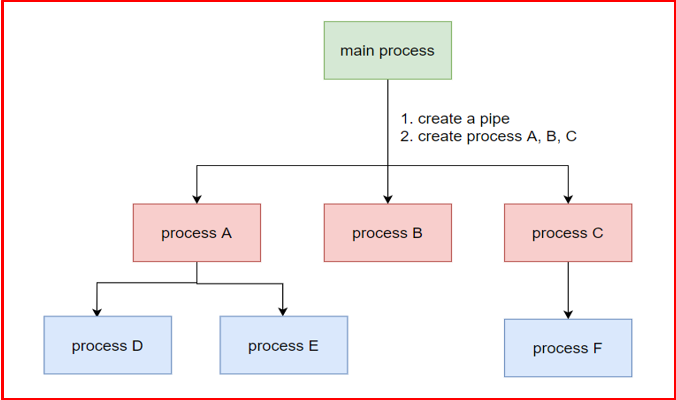 main process
1. create a pipe
2. create process A, B, C
process A
process B
process C
process D
process E
process F